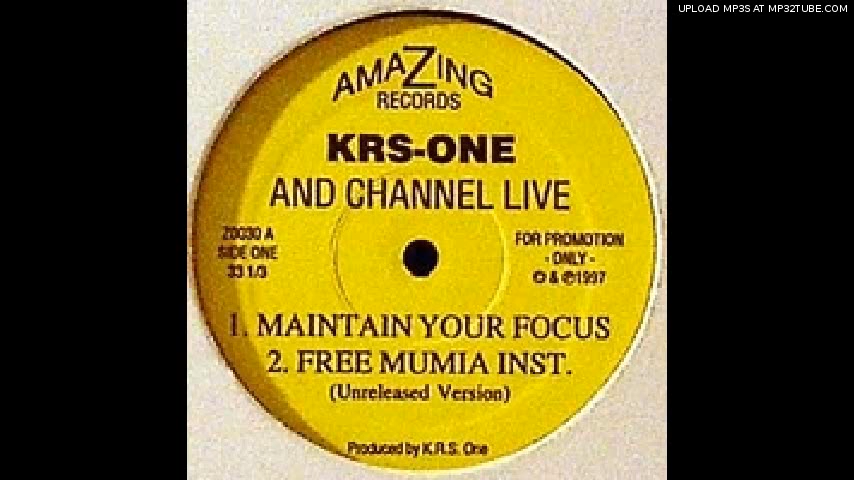 UPLOAD MP3S AT MP32TUBE.COM
AMAZING
RECORDS
KRS-ONE
AND CHANNEL LIVE
SIDE ONE
33 1/3
FOR PROMOTION
- ONLY -
© & ℗1997
1. MAINTAIN YOUR FOCUS
2. FREE MUMIA INST.
(Unreleased Version)
Produced by K.R.S. One